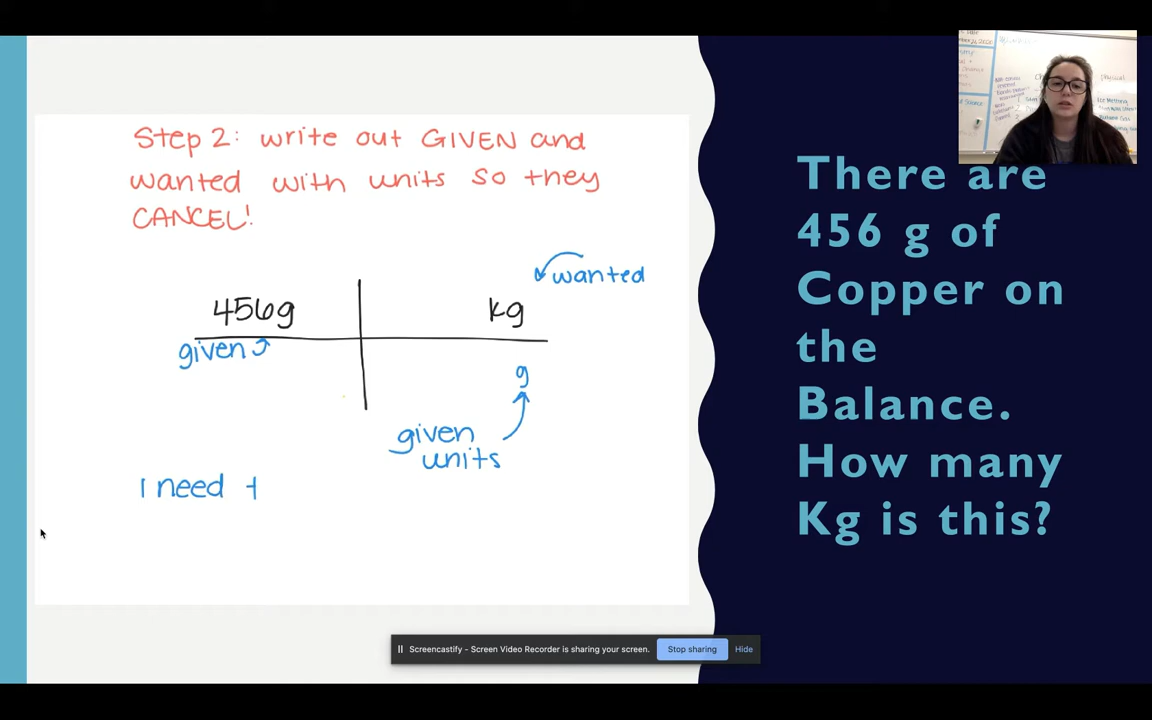 Step 2: write out GIVEN and
wanted with units so they
CANCEL!
wanted
456g
kg
given
g
given
units
I need t
There are
456 g of
Copper on
the
Balance.
How many
Kg is this?
Screencastify - Screen Video Recorder is sharing your screen.
Stop sharing
Hide